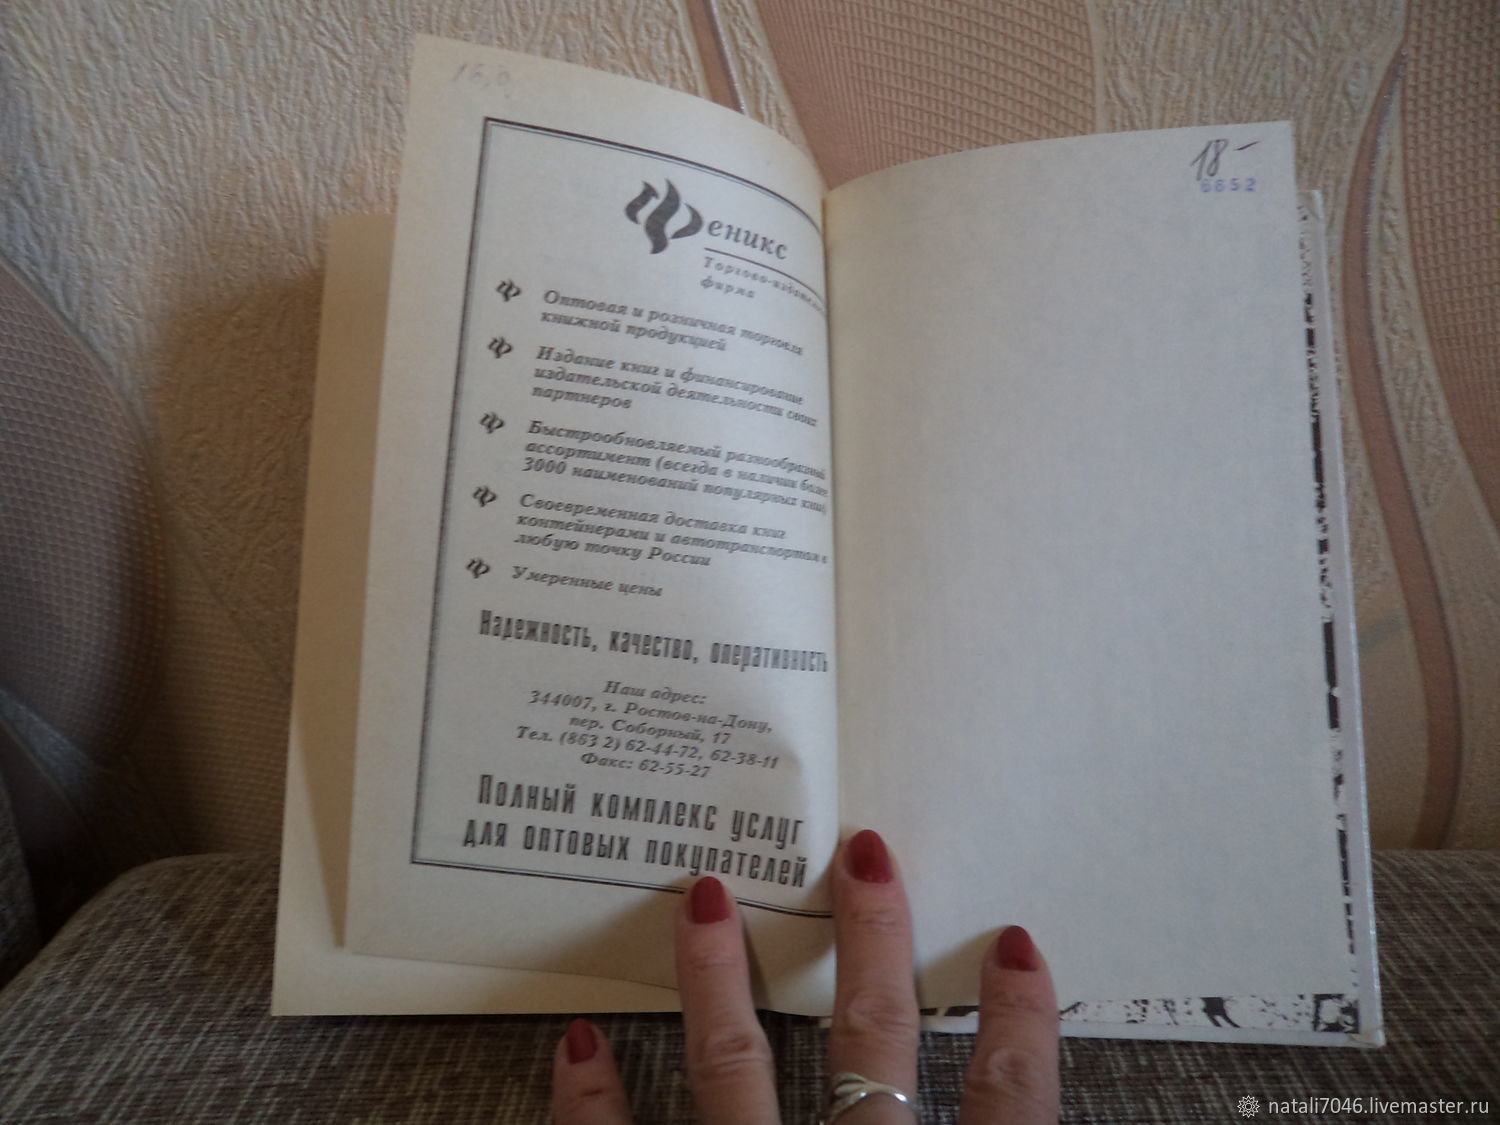 16,
Феникс
Торгово-издательская
фирма
Оптовая и розничная торговля
книжной продукцией
Издание книг и финансирование
издательской деятельности своих
партнеров
Быстрообновляемый разнообразный
ассортимент (всегда в наличии более
3000 наименований популярных книг)
Своевременная доставка книг
контейнерами и автотранспортом в
любую точку России
Умеренные цены
Надежность, качество, оперативность
Наш адрес:
344007, г. Ростов-на-Дону,
пер. Соборный, 17
Тел. (863 2) 62-44-72, 62-38-11
Факс: 62-55-27
Полный комплекс услуг
для оптовых покупателей
18-
6652
natali7046.livemaster.ru